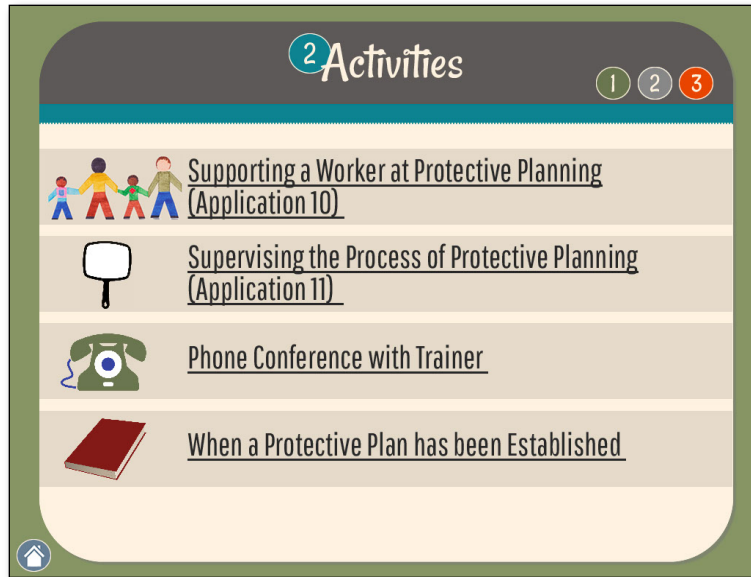 2 Activities
1 2 3
Supporting a Worker at Protective Planning
(Application 10)
Supervising the Process of Protective Planning
(Application 11)
Phone Conference with Trainer
When a Protective Plan has been Established